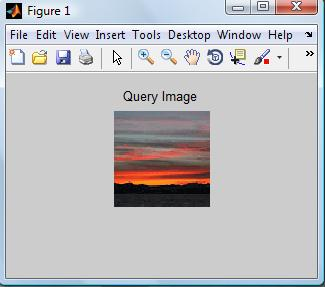 Figure 1
File Edit View Insert Tools Desktop Window Help
Query Image